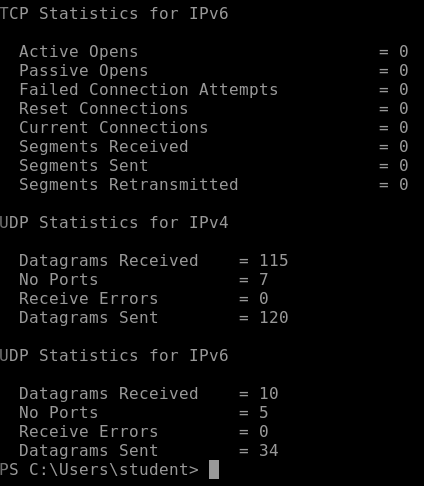 TCP Statistics for IPv6
Active Opens = 0
Passive Opens = 0
Failed Connection Attempts = 0
Reset Connections = 0
Current Connections = 0
Segments Received = 0
Segments Sent = 0
Segments Retransmitted = 0
UDP Statistics for IPv4
Datagrams Received = 115
No Ports = 7
Receive Errors = 0
Datagrams Sent = 120
UDP Statistics for IPv6
Datagrams Received = 10
No Ports = 5
Receive Errors = 0
Datagrams Sent = 34
PS C:\Users\student>